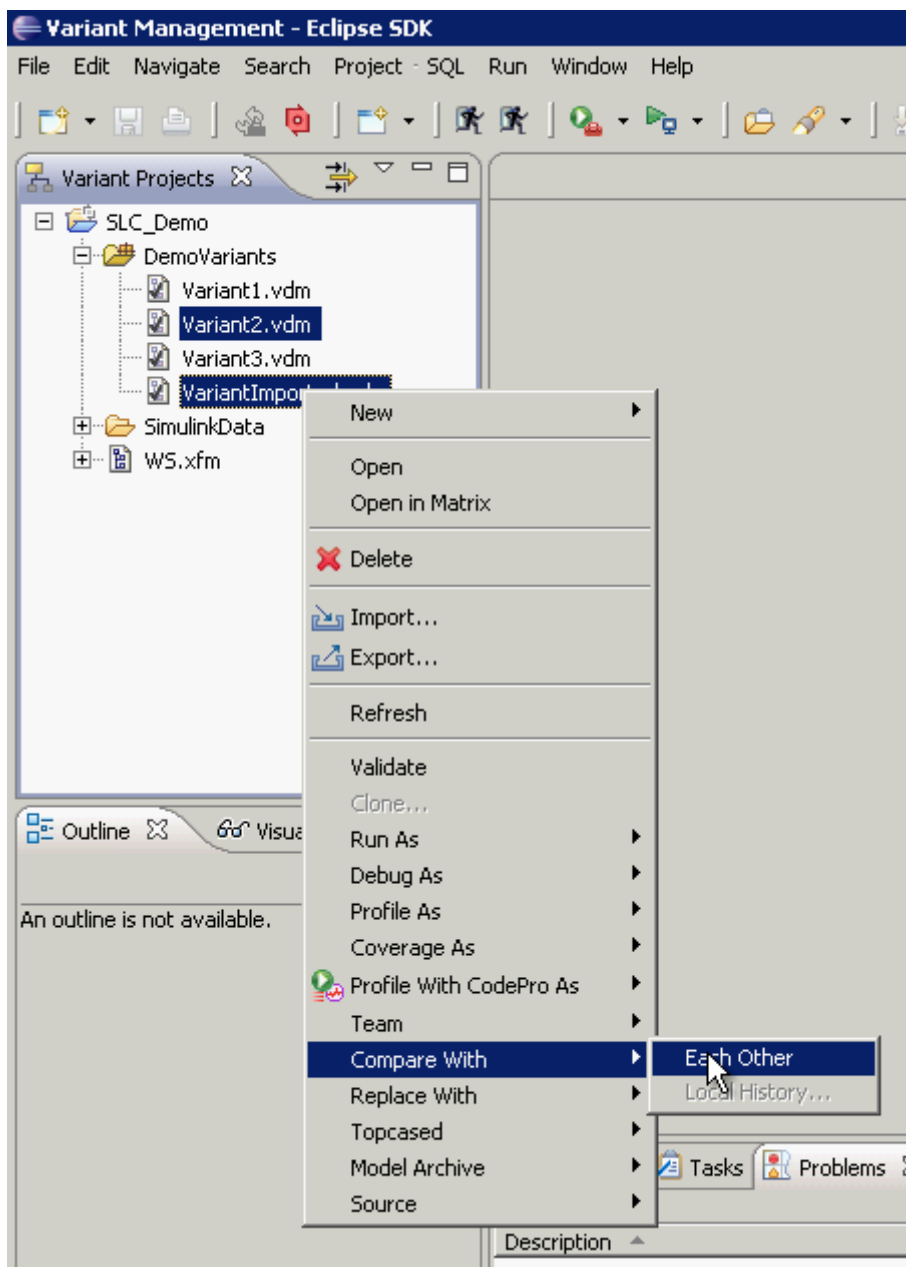 Variant Management - Eclipse SDK
File Edit Navigate Search Project SQL Run Window Help
Variant Projects
SLC_Demo
DemoVariants
Variant1.vdm
Variant2.vdm
Variant3.vdm
SimulinkData
WS.xfm
New
Open
Open in Matrix
Delete
Import...
Export...
Refresh
Validate
Clone...
Run As
Debug As
Profile As
Coverage As
Profile With CodePro As
Team
Compare With
Each Other
Replace With
Local History...
Topcased
Model Archive
Source
Outline
An outline is not available.
Tasks Problems
Description